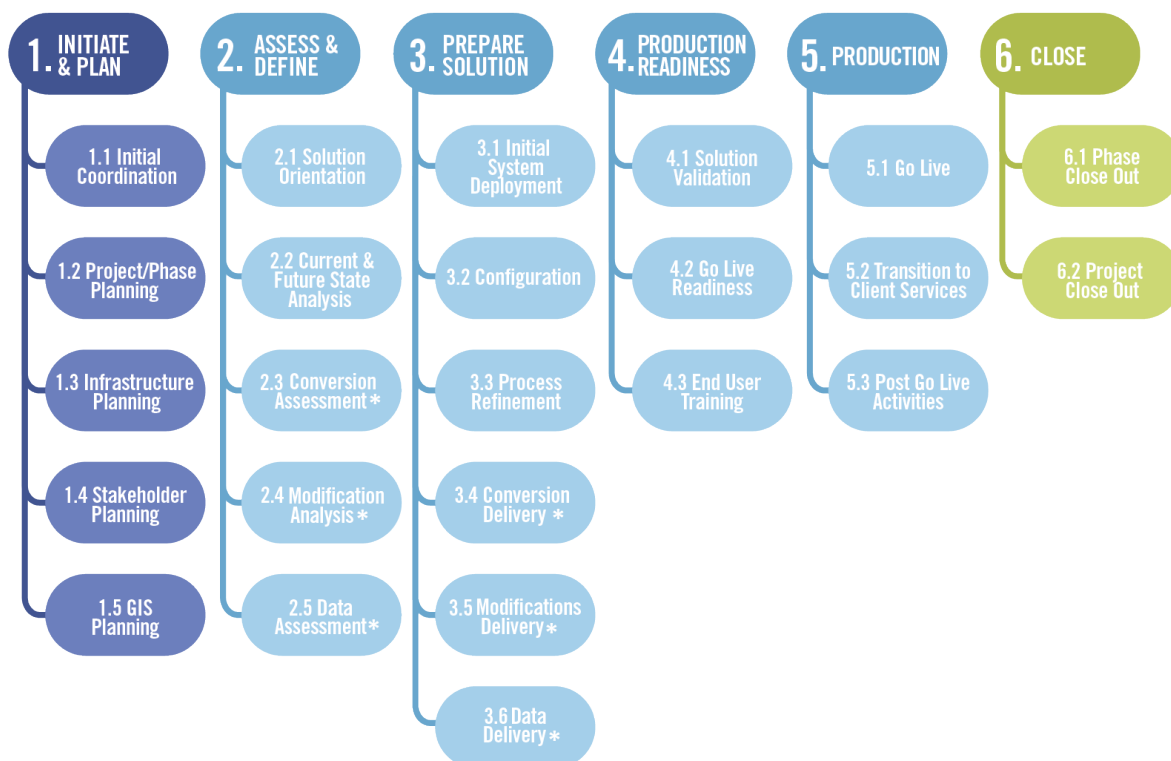 1. INITIATE
& PLAN
2. ASSESS &
DEFINE
3. PREPARE
SOLUTION
4. PRODUCTION
READINESS
5. PRODUCTION
6. CLOSE
1.1 Initial
Coordination
1.2 Project/Phase
Planning
1.3 Infrastructure
Planning
1.4 Stakeholder
Planning
1.5 GIS
Planning
2.1 Solution
Orientation
2.2 Current &
Future State
Analysis
2.3 Conversion
Assessment*
2.4 Modification
Analysis*
2.5 Data
Assessment*
3.1 Initial
System
Deployment
3.2 Configuration
3.3 Process
Refinement
3.4 Conversion
Delivery *
3.5 Modifications
Delivery*
3.6 Data
Delivery*
4.1 Solution
Validation
4.2 Go Live
Readiness
4.3 End User
Training
5.1 Go Live
5.2 Transition to
Client Services
5.3 Post Go Live
Activities
6.1 Phase
Close Out
6.2 Project
Close Out